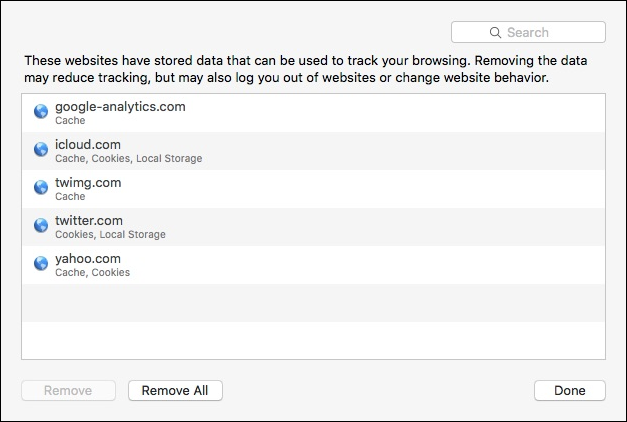 Search
These websites have stored data that can be used to track your browsing. Removing the data
may reduce tracking, but may also log you out of websites or change website behavior.
google-analytics.com
Cache
icloud.com
Cache, Cookies, Local Storage
twimg.com
Cache
twitter.com
Cookies, Local Storage
yahoo.com
Cache, Cookies
Remove
Remove All
Done